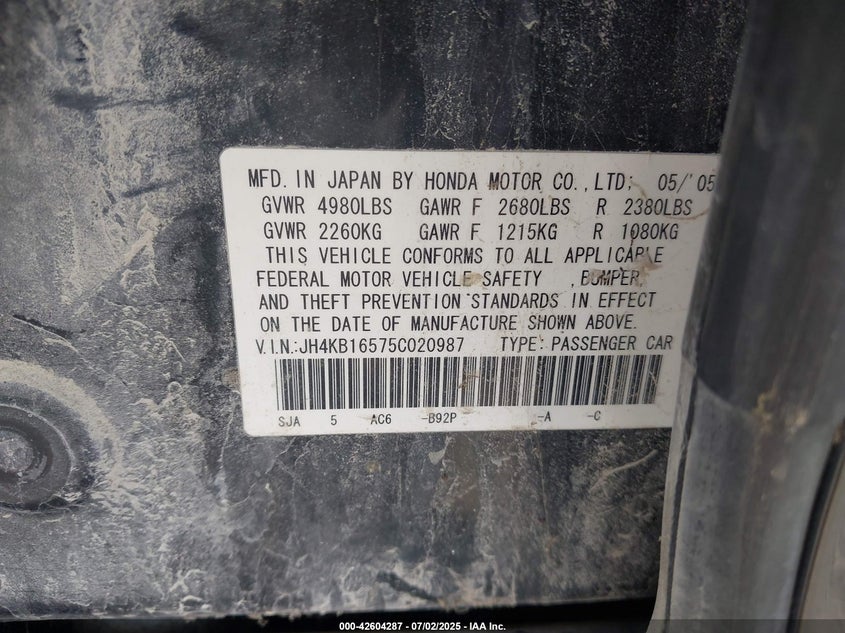 MFD. IN JAPAN BY HONDA MOTOR CO.,LTD; 05/'05
GVWR 4980LBS GAWR F 2680LBS R 2380LBS
GVWR 2260KG GAWR F 1215KG R 1080KG
THIS VEHICLE CONFORMS TO ALL APPLICABLE
FEDERAL MOTOR VEHICLE SAFETY ,BUMPER,
AND THEFT PREVENTION STANDARDS IN EFFECT
ON THE DATE OF MANUFACTURE SHOWN ABOVE.
V.I.N.:JH4KB16575C020987 TYPE: PASSENGER CAR
SJA 5 AC6 -B92P -A -C
000-42604287 - 07/02/2025 - IAA Inc.